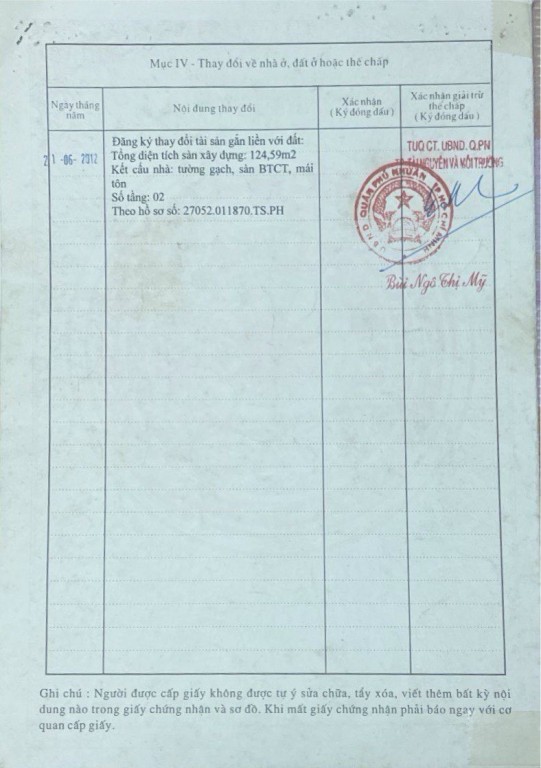 Mục IV - Thay đổi về nhà ở, đất ở hoặc thế chấp
Ngày tháng năm
Nội dung thay đổi
Xác nhận
( Ký đóng dấu )
Xác nhận giải trừ
thế chấp
( Ký đóng dấu )
21 -06- 2012
Đăng ký thay đổi tài sản gắn liền với đất:
Tổng diện tích sàn xây dựng: 124,59m2
Kết cấu nhà: tường gạch, sàn BTCT, mái
tôn
Số tầng: 02
Theo hồ sơ số: 27052.011870.TS.PH
TUQ CT. UBND. Q.PN
TÀI NGUYÊN VÀ MÔI TRƯỜNG
U.B.N.D QUẬN PHÚ NHUẬN T.P HỒ CHÍ MINH
Bùi Ngô Thị Mỹ
Ghi chú : Người được cấp giấy không được tự ý sửa chữa, tẩy xóa, viết thêm bất kỳ nội
dung nào trong giấy chứng nhận và sơ đồ. Khi mất giấy chứng nhận phải báo ngay với cơ
quan cấp giấy.